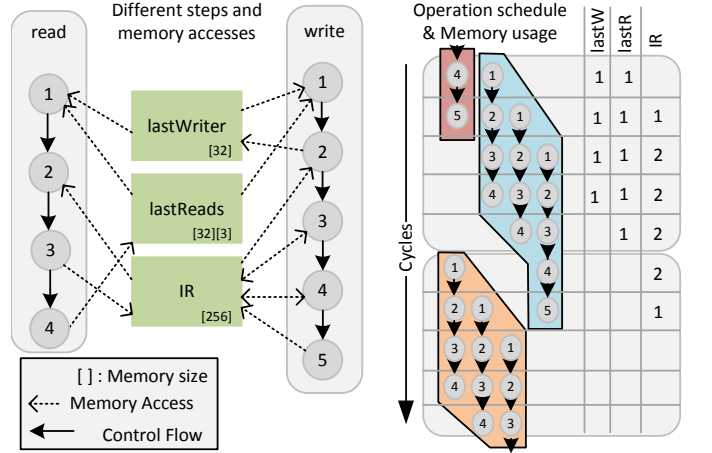 Different steps and
memory accesses
read
write
1
2
3
4
lastWriter
[32]
lastReads
[32][3]
IR
[256]
1
2
3
4
5
[ ] : Memory size
Memory Access
Control Flow
Operation schedule
& Memory usage
lastW
lastR
IR
Cycles
4 1 1 1
5 2 1 1 1 1
3 2 1 1 1 2
4 3 2 1 1 2
4 3 1 2
1 4 2
2 1 5 1
3 2 1
4 3 2
4 3